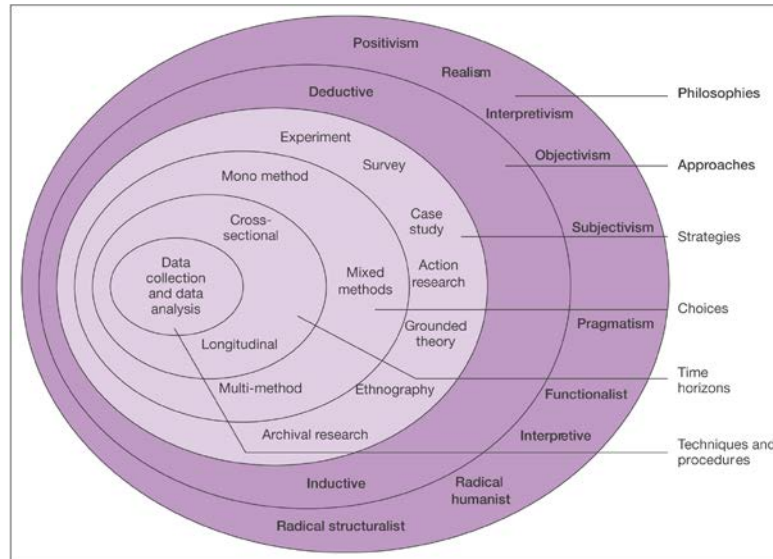 Positivism
Realism
Deductive
Philosophies
Interpretivism
Experiment
Objectivism
Survey
Approaches
Mono method
Case
study
Cross-
sectional
Subjectivism
Strategies
Data
collection
and data
analysis
Mixed
methods
Action
research
Choices
Grounded
theory
Pragmatism
Longitudinal
Time
horizons
Multi-method
Ethnography
Functionalist
Archival research
Interpretive
Techniques and
procedures
Inductive
Radical
humanist
Radical structuralist